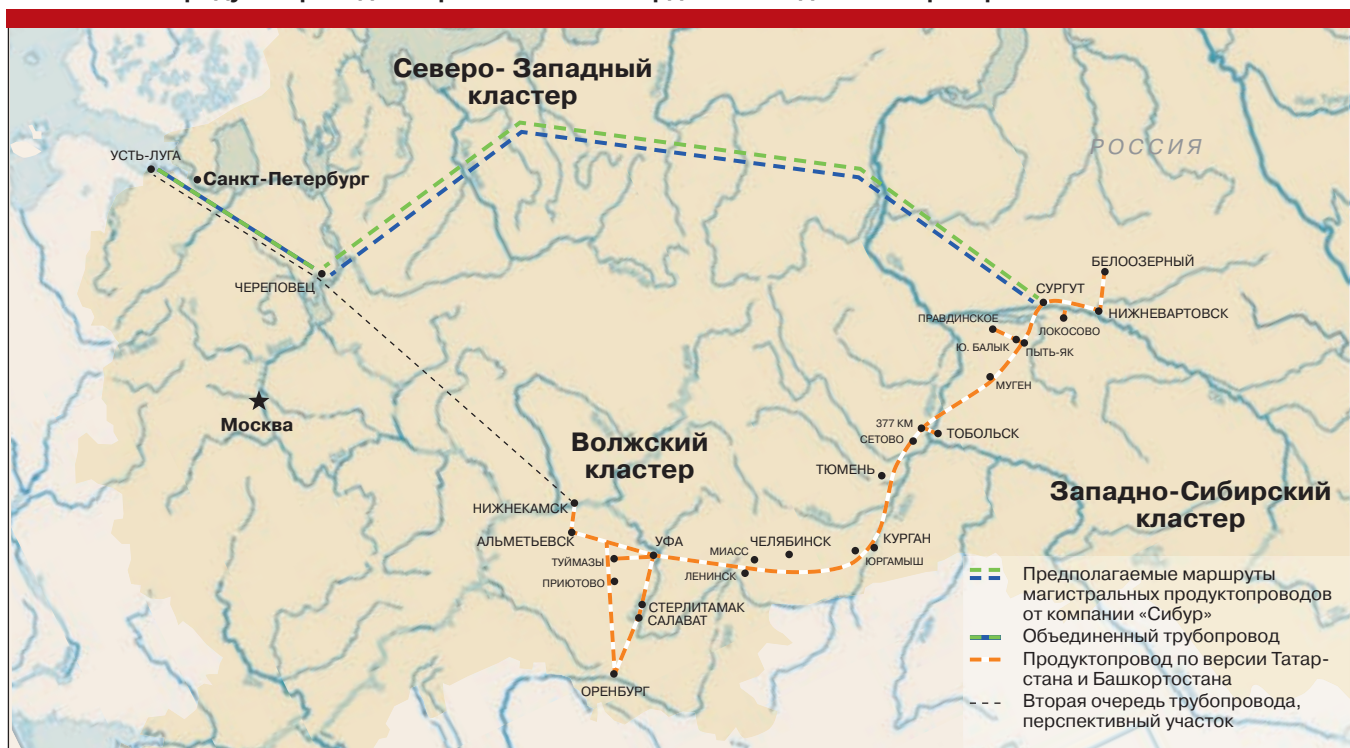 Северо- Западный
кластер
РОССИЯ
УСТЬ-ЛУГА
Санкт-Петербург
ЧЕРЕПОВЕЦ
БЕЛООЗЕРНЫЙ
СУРГУТ
НИЖНЕВАРТОВСК
ПРАВДИНСКОЕ
ЛОКОСОВО
Ю. БАЛЫК
ПЫТЬ-ЯХ
МУГЕН
Москва
377 КМ
ТОБОЛЬСК
СЕТОВО
Волжский
кластер
ТЮМЕНЬ
Западно-Сибирский
кластер
НИЖНЕКАМСК
АЛЬМЕТЬЕВСК
УФА
ЧЕЛЯБИНСК
КУРГАН
МИАСС
ЮРГАМЫШ
ТУЙМАЗЫ
ЛЕНИНСК
ПРИЮТОВО
СТЕРЛИТАМАК
САЛАВАТ
ОРЕНБУРГ
Предполагаемые маршруты
магистральных продуктопроводов
от компании «Сибур»
Объединенный трубопровод
Продуктопровод по версии Татар-
стана и Башкортостана
Вторая очередь трубопровода,
перспективный участок